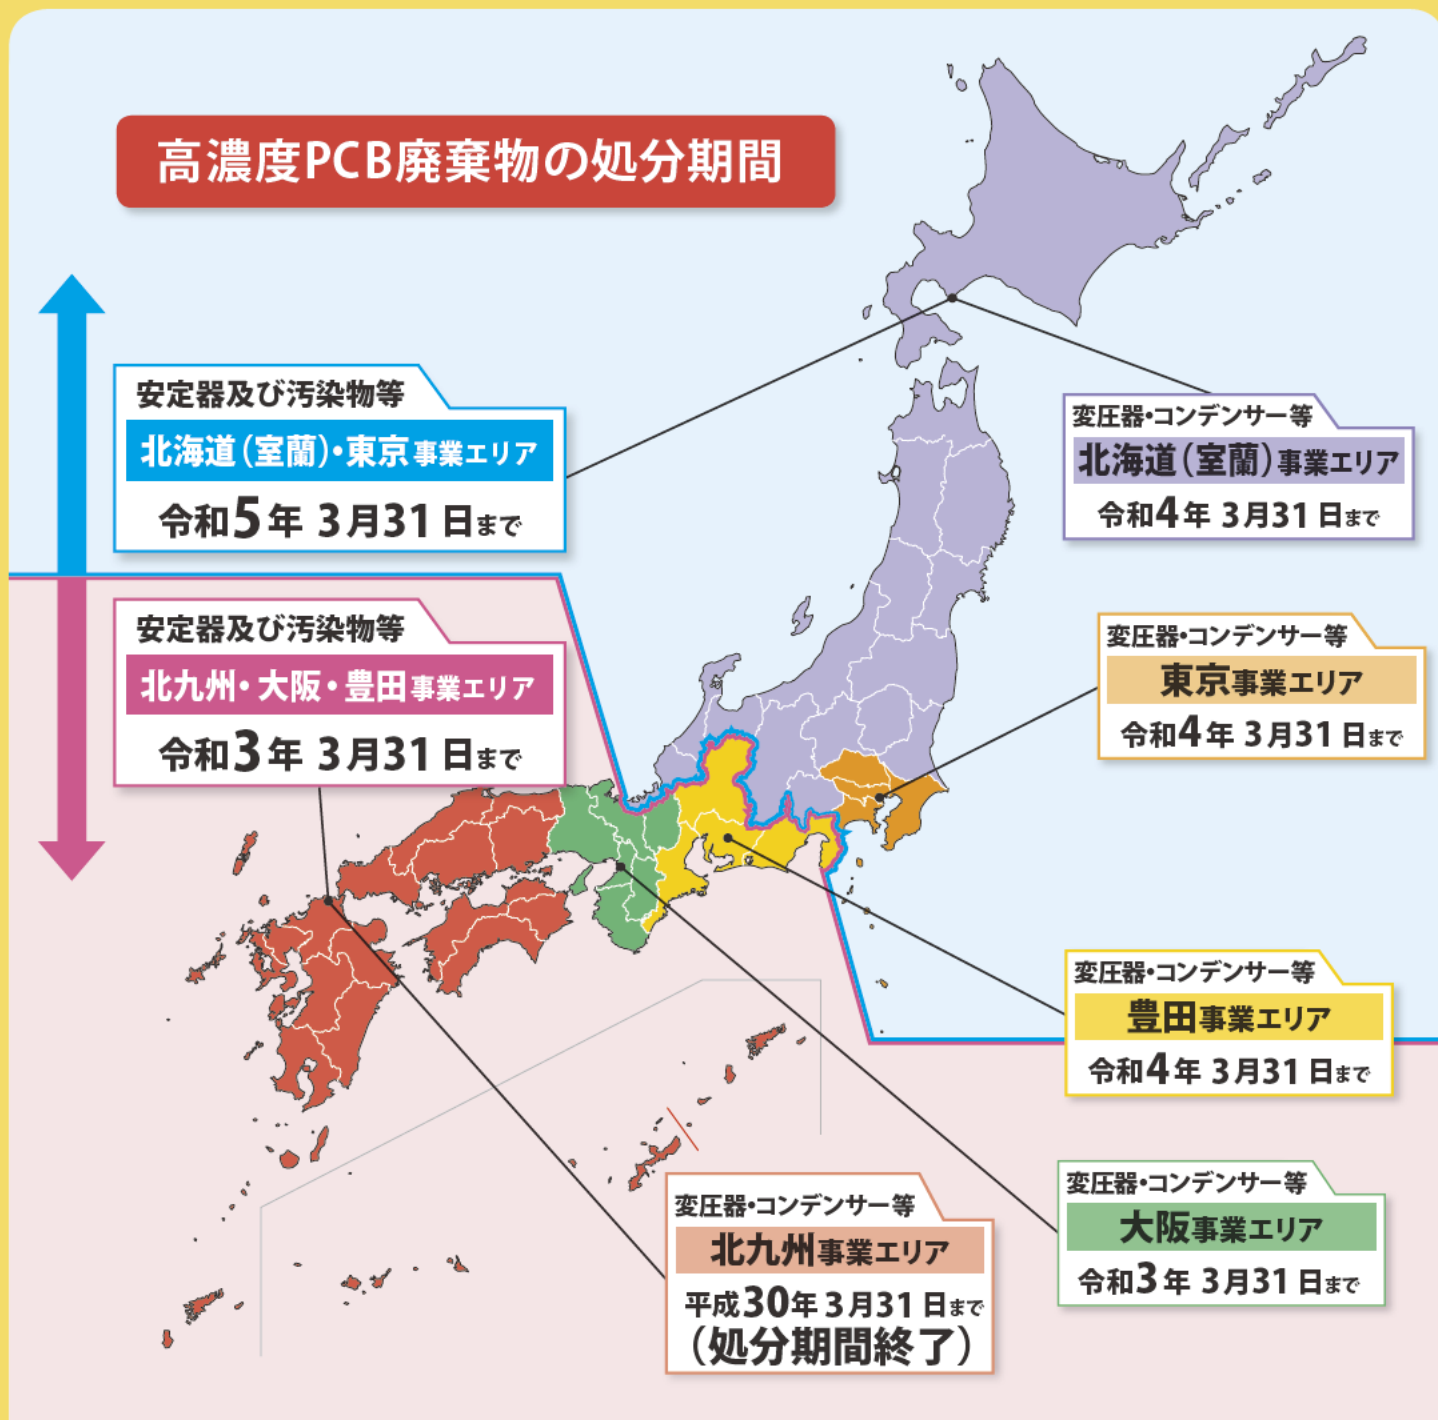 高濃度PCB廃棄物の処分期間
安定器及び汚染物等
北海道(室蘭)・東京事業エリア
令和5年 3月31日まで
安定器及び汚染物等
北九州・大阪・豊田事業エリア
令和3年 3月31日まで
変圧器・コンデンサー等
北海道(室蘭)事業エリア
令和4年 3月31日まで
変圧器・コンデンサー等
東京事業エリア
令和4年 3月31日まで
変圧器・コンデンサー等
豊田事業エリア
令和4年 3月31日まで
変圧器・コンデンサー等
大阪事業エリア
令和3年 3月31日まで
変圧器・コンデンサー等
北九州事業エリア
平成30年3月31日まで
(処分期間終了)